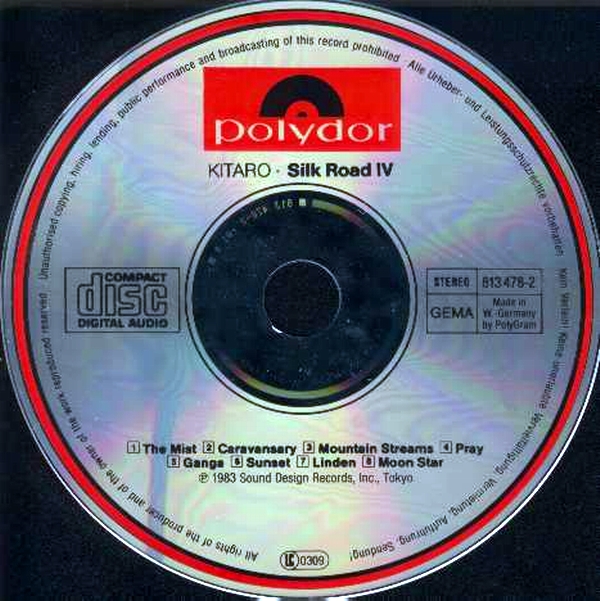 Unauthorised copying, hiring, lending, public performance and broadcasting of this record prohibited
Alle Urheber- und Leistungsschutzrechte vorbehalten
Kein Verleih! Keine unerlaubte Vervielfältigung, Vermietung, Aufführung, Sendung!
All rights of the producer and of the owner of the work reproduced reserved
polydor
KITARO · Silk Road IV
COMPACT
disc
DIGITAL AUDIO
STEREO 813 478-2
GEMA Made in
W.-Germany
by PolyGram
1 The Mist 2 Caravansary 3 Mountain Streams 4 Pray
5 Ganga 6 Sunset 7 Linden 8 Moon Star
℗ 1983 Sound Design Records, Inc., Tokyo
LC 0309